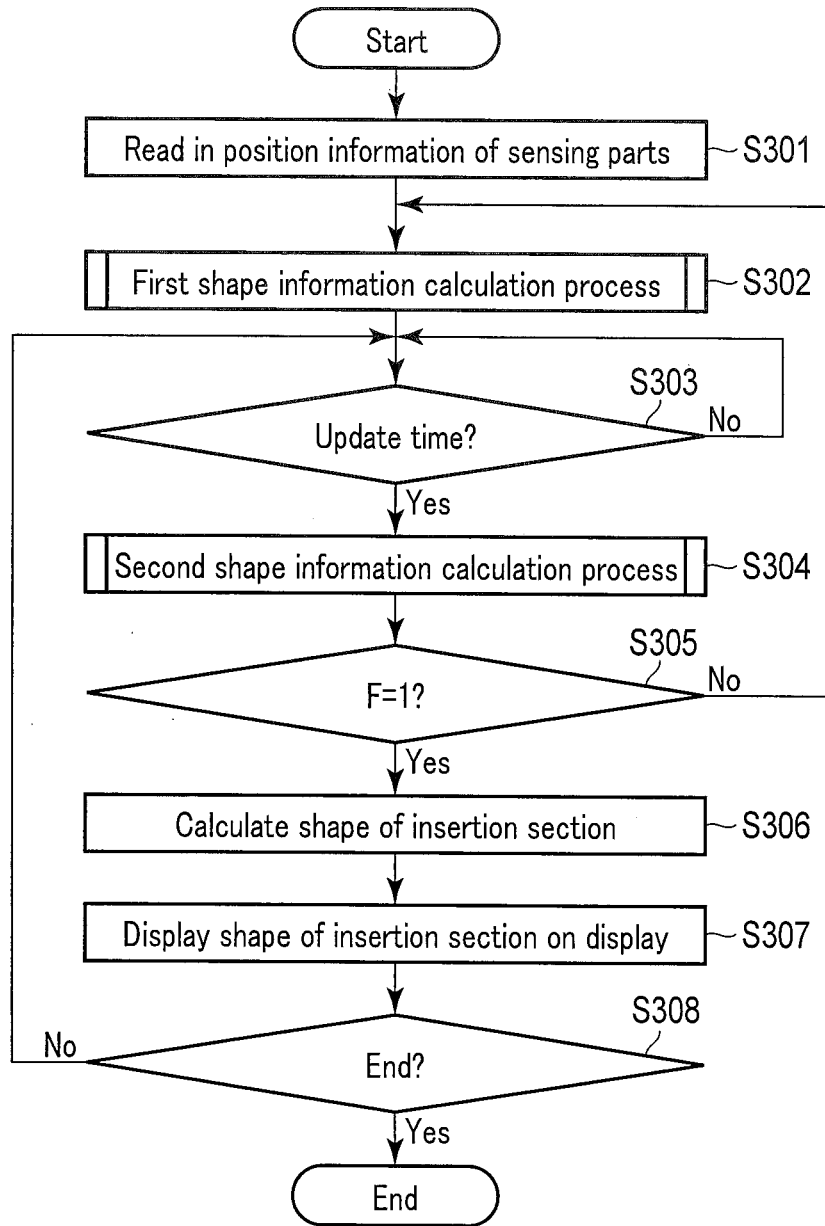 Start
Read in position information of sensing parts
S301
First shape information calculation process
S302
S303
Update time?
No
Yes
Second shape information calculation process
S304
S305
F=1?
No
Yes
Calculate shape of insertion section
S306
Display shape of insertion section on display
S307
S308
No
End?
Yes
End